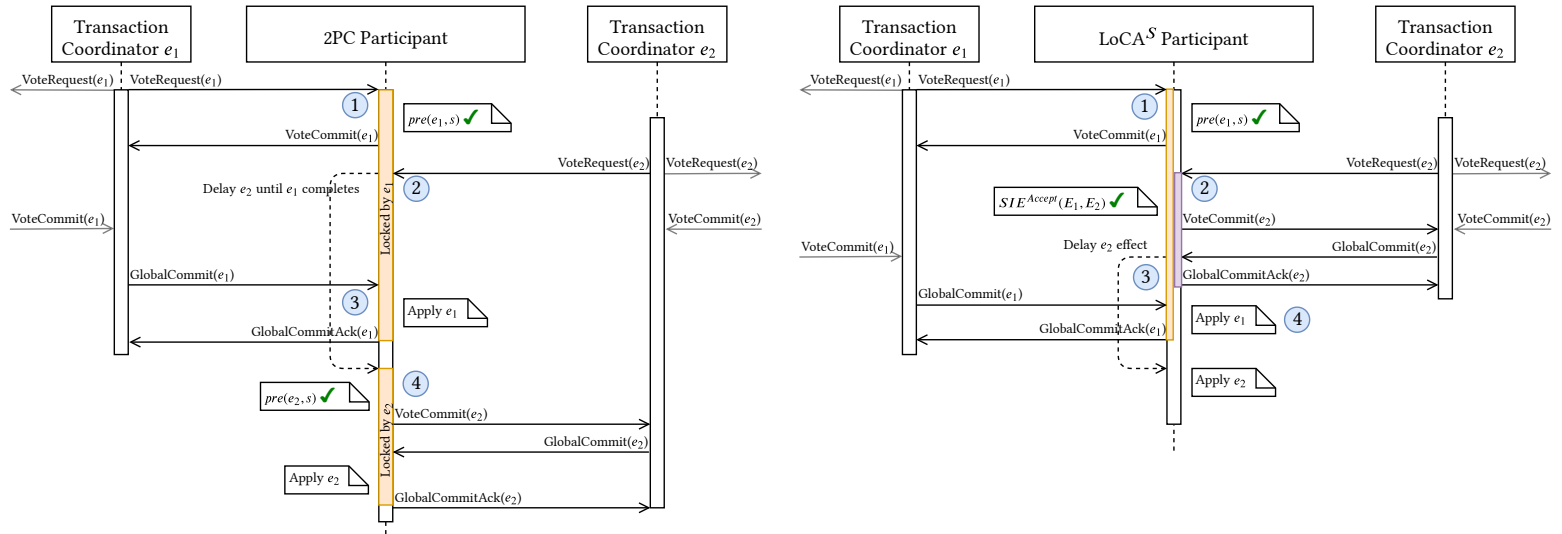 Transaction
Coordinator e₁
2PC Participant
Transaction
Coordinator e₂
VoteRequest(e₁)
VoteRequest(e₁)
1
pre(e₁, s) ✔
VoteCommit(e₁)
VoteRequest(e₂)
VoteRequest(e₂)
Delay e₂ until e₁ completes
2
Locked by e₁
VoteCommit(e₁)
VoteCommit(e₂)
GlobalCommit(e₁)
3
Apply e₁
GlobalCommitAck(e₁)
4
pre(e₂, s) ✔
Locked by e₂
VoteCommit(e₂)
GlobalCommit(e₂)
Apply e₂
GlobalCommitAck(e₂)
Transaction
Coordinator e₁
LoCAˢ Participant
Transaction
Coordinator e₂
VoteRequest(e₁)
VoteRequest(e₁)
1
pre(e₁, s) ✔
VoteCommit(e₁)
VoteRequest(e₂)
VoteRequest(e₂)
2
SIE^Accept(E₁, E₂) ✔
VoteCommit(e₂)
VoteCommit(e₂)
VoteCommit(e₁)
Delay e₂ effect
GlobalCommit(e₂)
3
GlobalCommitAck(e₂)
GlobalCommit(e₁)
Apply e₁
4
GlobalCommitAck(e₁)
Apply e₂